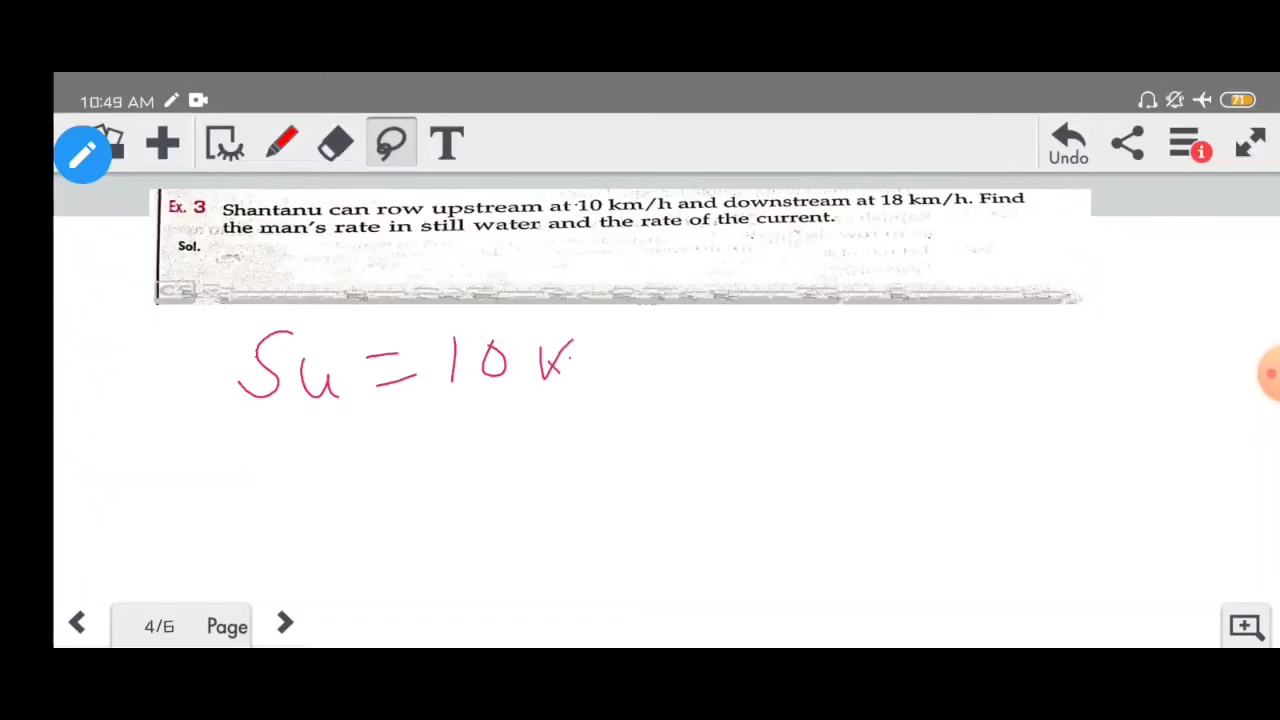 10:49 AM
71
T
Undo
i
Ex. 3 Shantanu can row upstream at 10 km/h and downstream at 18 km/h. Find
the man's rate in still water and the rate of the current.
Sol.
Su = 10 k
4/6 Page